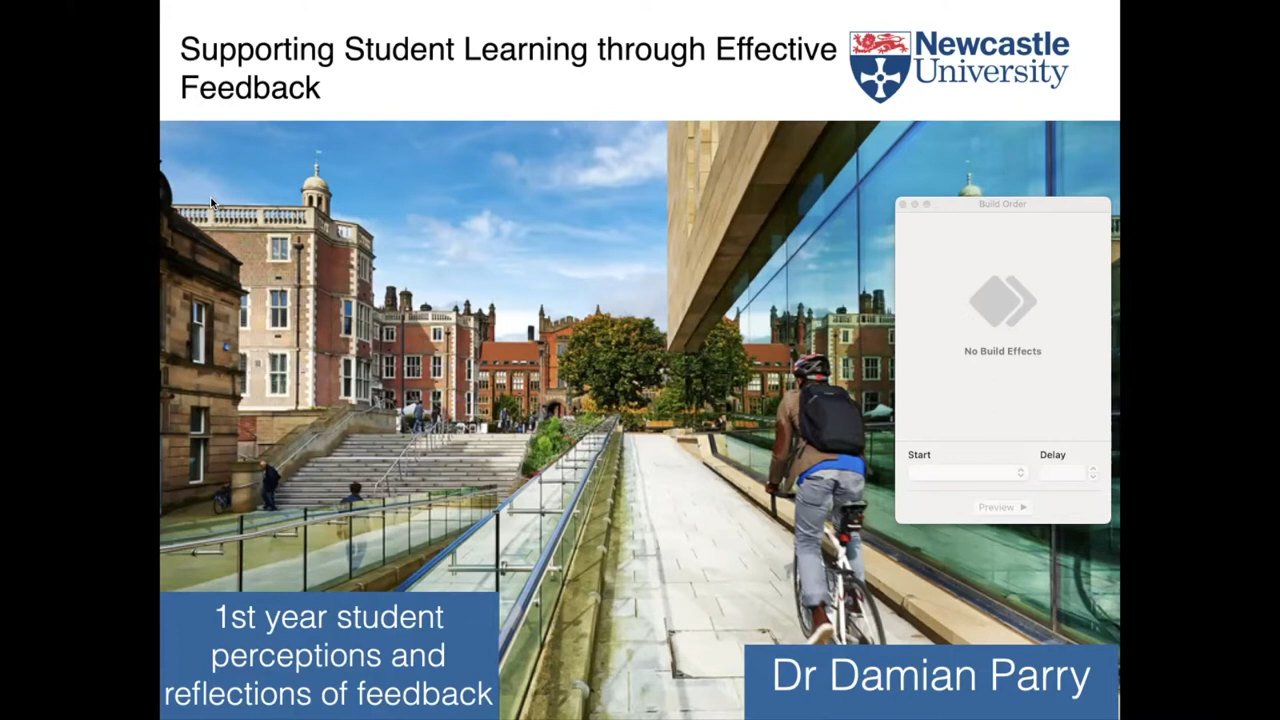 Supporting Student Learning through Effective
Feedback
Newcastle
University
Build Order
No Build Effects
Start
Delay
Preview
1st year student
perceptions and
reflections of feedback
Dr Damian Parry